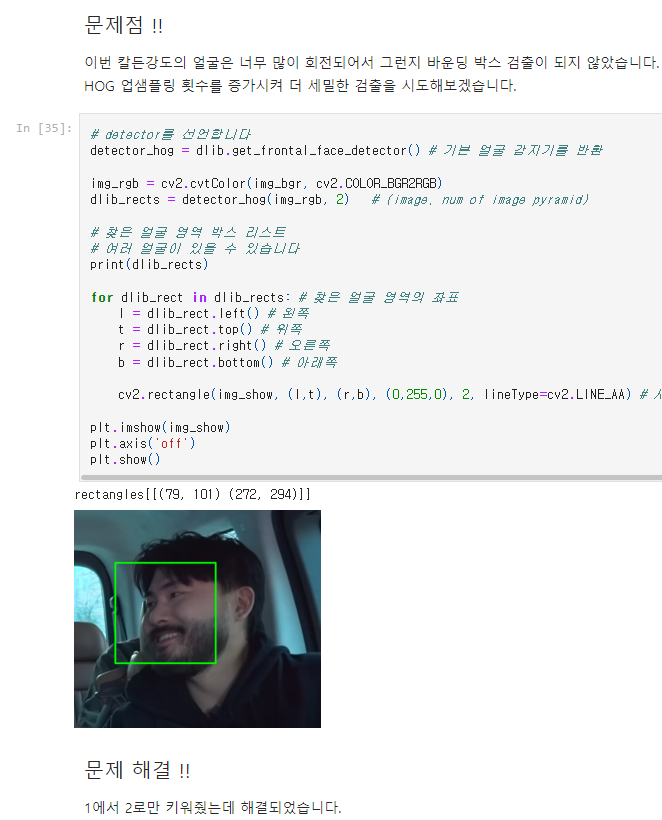 문제점 !!
이번 칼든강도의 얼굴은 너무 많이 회전되어서 그런지 바운딩 박스 검출이 되지 않았습니다.
HOG 업샘플링 횟수를 증가시켜 더 세밀한 검출을 시도해보겠습니다.
In [35]:
# detector를 선언합니다
detector_hog = dlib.get_frontal_face_detector() # 기본 얼굴 감지기를 반환
img_rgb = cv2.cvtColor(img_bgr, cv2.COLOR_BGR2RGB)
dlib_rects = detector_hog(img_rgb, 2)   # (image, num of image pyramid)
# 찾은 얼굴 영역 박스 리스트
# 여러 얼굴이 있을 수 있습니다
print(dlib_rects)
for dlib_rect in dlib_rects: # 찾은 얼굴 영역의 좌표
    l = dlib_rect.left() # 왼쪽
    t = dlib_rect.top() # 위쪽
    r = dlib_rect.right() # 오른쪽
    b = dlib_rect.bottom() # 아래쪽
    cv2.rectangle(img_show, (l,t), (r,b), (0,255,0), 2, lineType=cv2.LINE_AA) #
plt.imshow(img_show)
plt.axis('off')
plt.show()
rectangles[[(79, 101) (272, 294)]]
문제 해결 !!
1에서 2로만 키워줬는데 해결되었습니다.